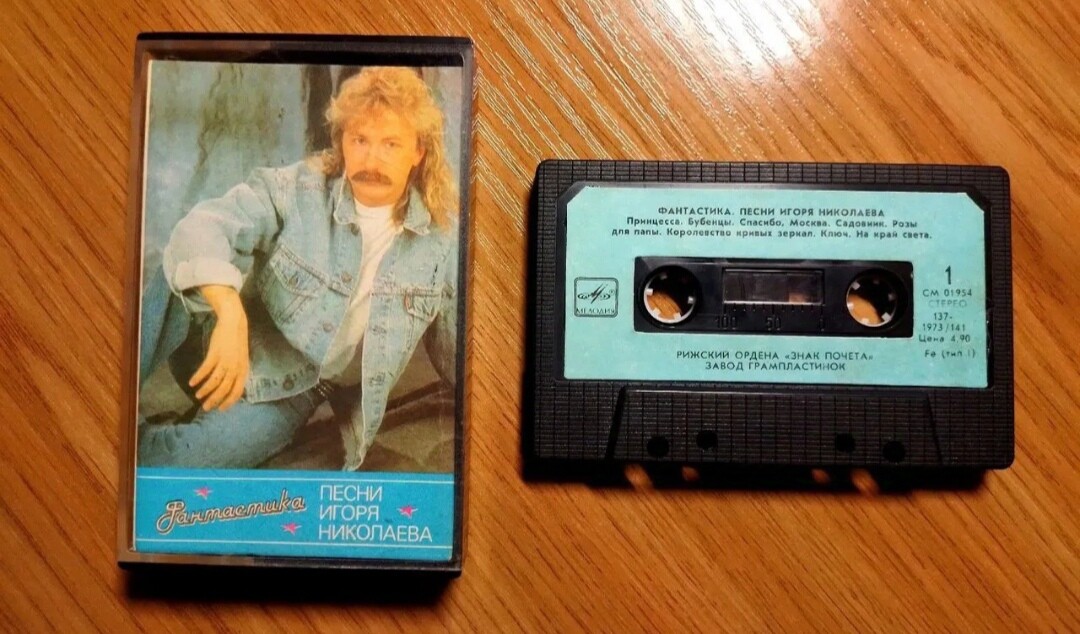 Фантастика
ПЕСНИ
ИГОРЯ
НИКОЛАЕВА
ФАНТАСТИКА. ПЕСНИ ИГОРЯ НИКОЛАЕВА
Принцесса. Бубенцы. Спасибо, Москва. Садовник. Розы
для папы. Королевство кривых зеркал. Ключ. На край света.
МЕЛОДИЯ
1
СМ 01954
СТЕРЕО
137-
1973/141
Цена 4.90
Fe (тип I)
100 50
РИЖСКИЙ ОРДЕНА «ЗНАК ПОЧЕТА»
ЗАВОД ГРАМПЛАСТИНОК